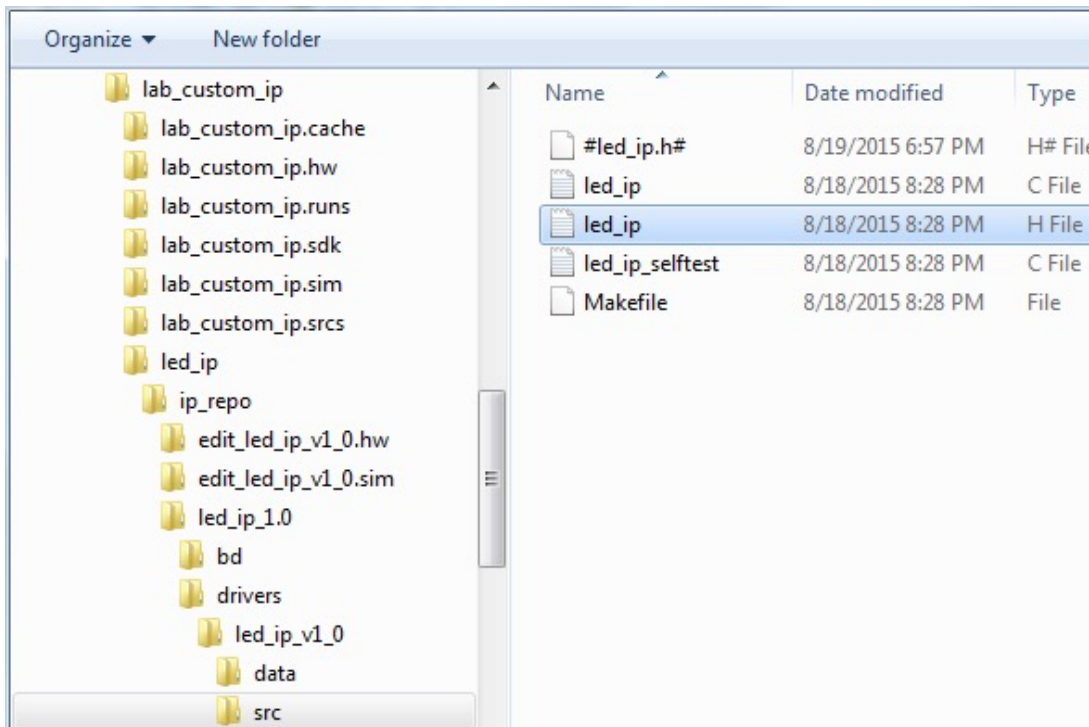 Organize New folder
lab_custom_ip
lab_custom_ip.cache
lab_custom_ip.hw
lab_custom_ip.runs
lab_custom_ip.sdk
lab_custom_ip.sim
lab_custom_ip.srcs
led_ip
ip_repo
edit_led_ip_v1_0.hw
edit_led_ip_v1_0.sim
led_ip_1.0
bd
drivers
led_ip_v1_0
data
src
Name Date modified Type
#led_ip.h# 8/19/2015 6:57 PM H# File
led_ip 8/18/2015 8:28 PM C File
led_ip 8/18/2015 8:28 PM H File
led_ip_selftest 8/18/2015 8:28 PM C File
Makefile 8/18/2015 8:28 PM File